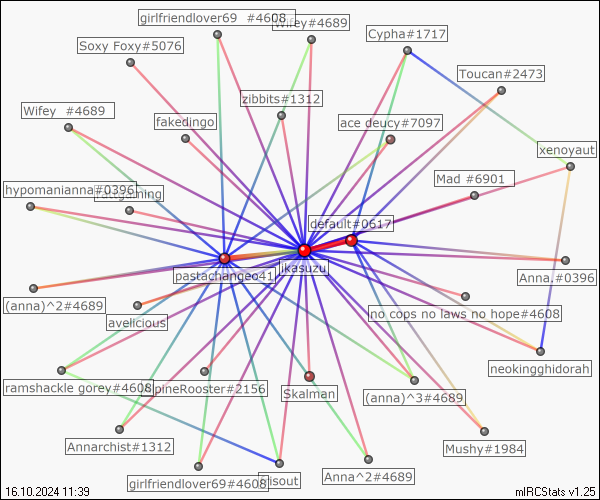 girlfriendlover69 #4608
Wifey#4689
Cypha#1717
Soxy Foxy#5076
Toucan#2473
zibbits#1312
Wifey #4689
fakedingo
ace deucy#7097
xenoyaut
Mad #6901
hypomanianna#0396
default#0617
jikasuzu
pastachangeo41
Anna.#0396
(anna)^2#4689
avelicious
no cops no laws no hope#4608
neokingghidorah
ramshackle gorey#4608
AlpineRooster#2156
Skalman
(anna)^3#4689
Annarchist#1312
Mushy#1984
girlfriendlover69#4608
Anna^2#4689
16.10.2024 11:39
mIRCStats v1.25